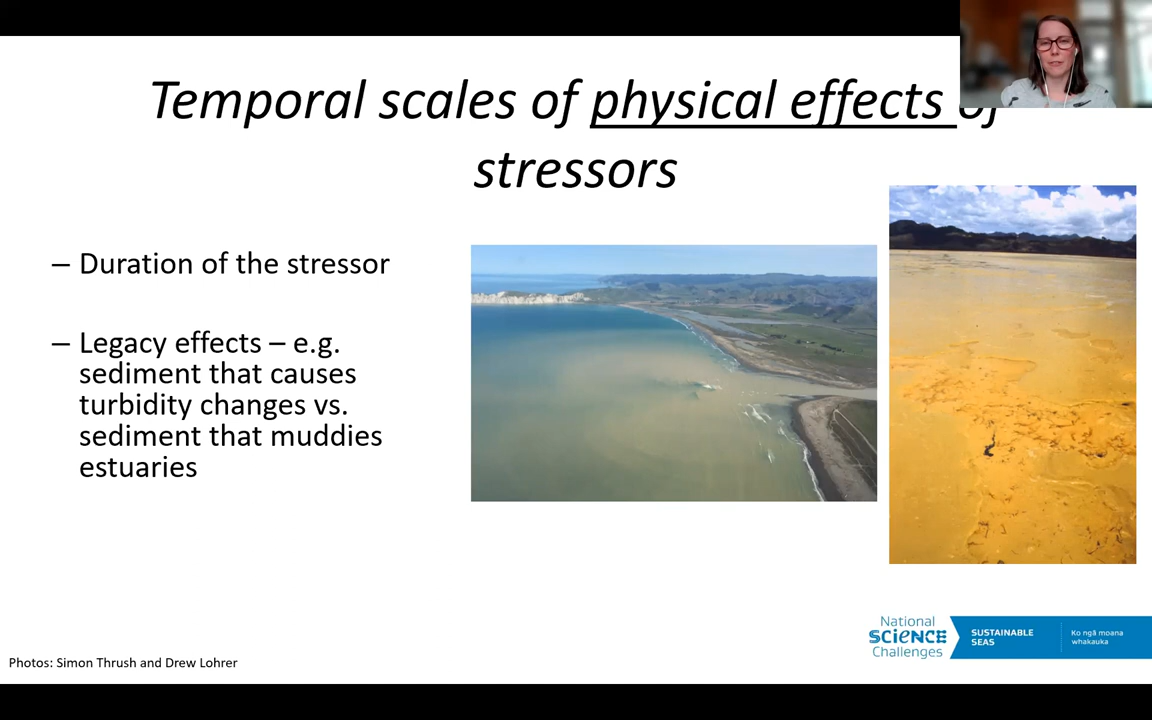 Temporal scales of physical effects of
stressors
– Duration of the stressor
– Legacy effects – e.g.
sediment that causes
turbidity changes vs.
sediment that muddies
estuaries
National
SCiENCE
Challenges
SUSTAINABLE
SEAS
Ko ngā moana
whakauka
Photos: Simon Thrush and Drew Lohrer